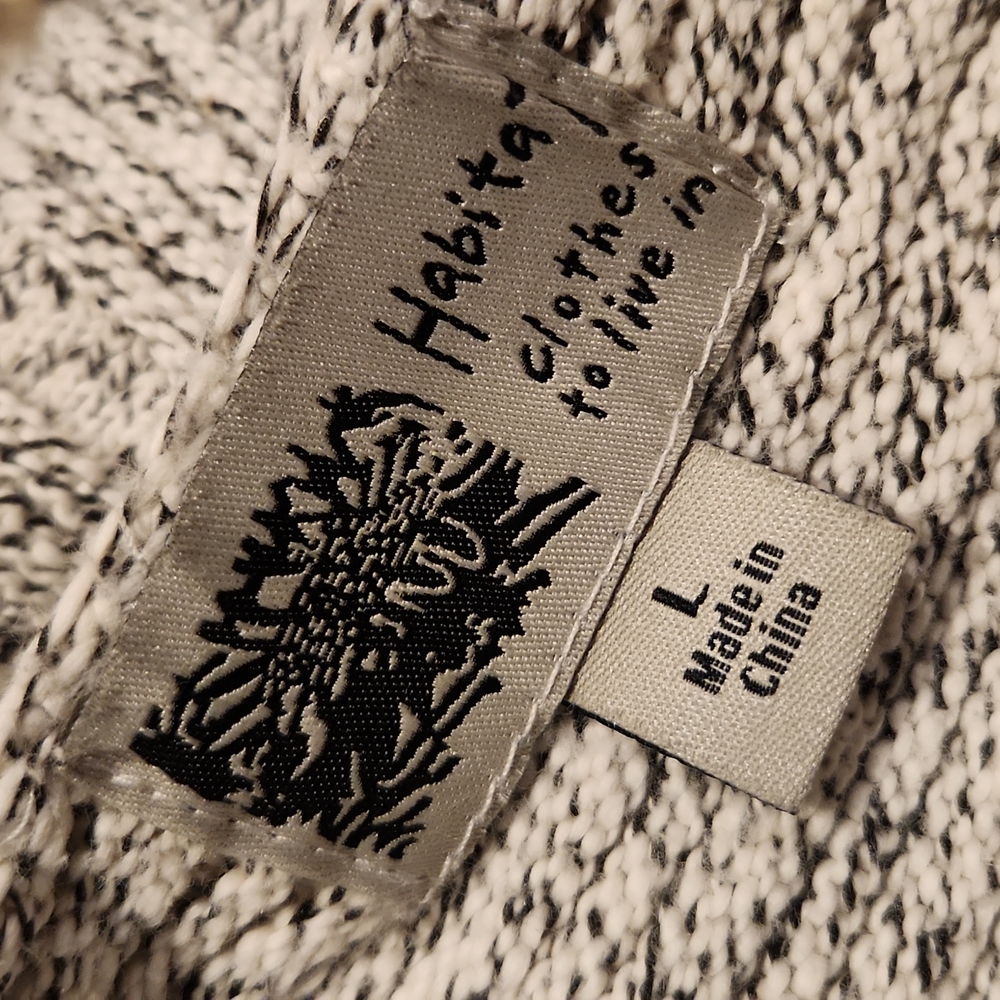 Habitat
Clothes
to live in
L
Made in
China